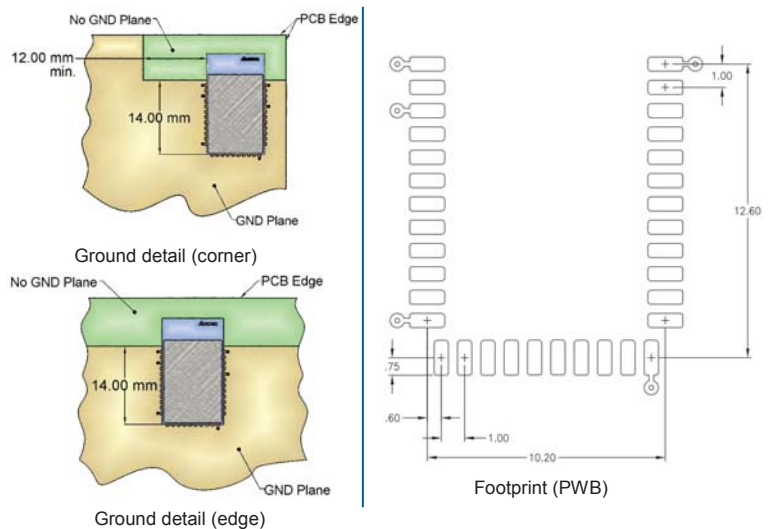 No GND Plane
PCB Edge
12.00 mm
min.
14.00 mm
GND Plane
Ground detail (corner)
No GND Plane
PCB Edge
14.00 mm
GND Plane
Ground detail (edge)
1.00
12.60
.75
.60
1.00
10.20
Footprint (PWB)